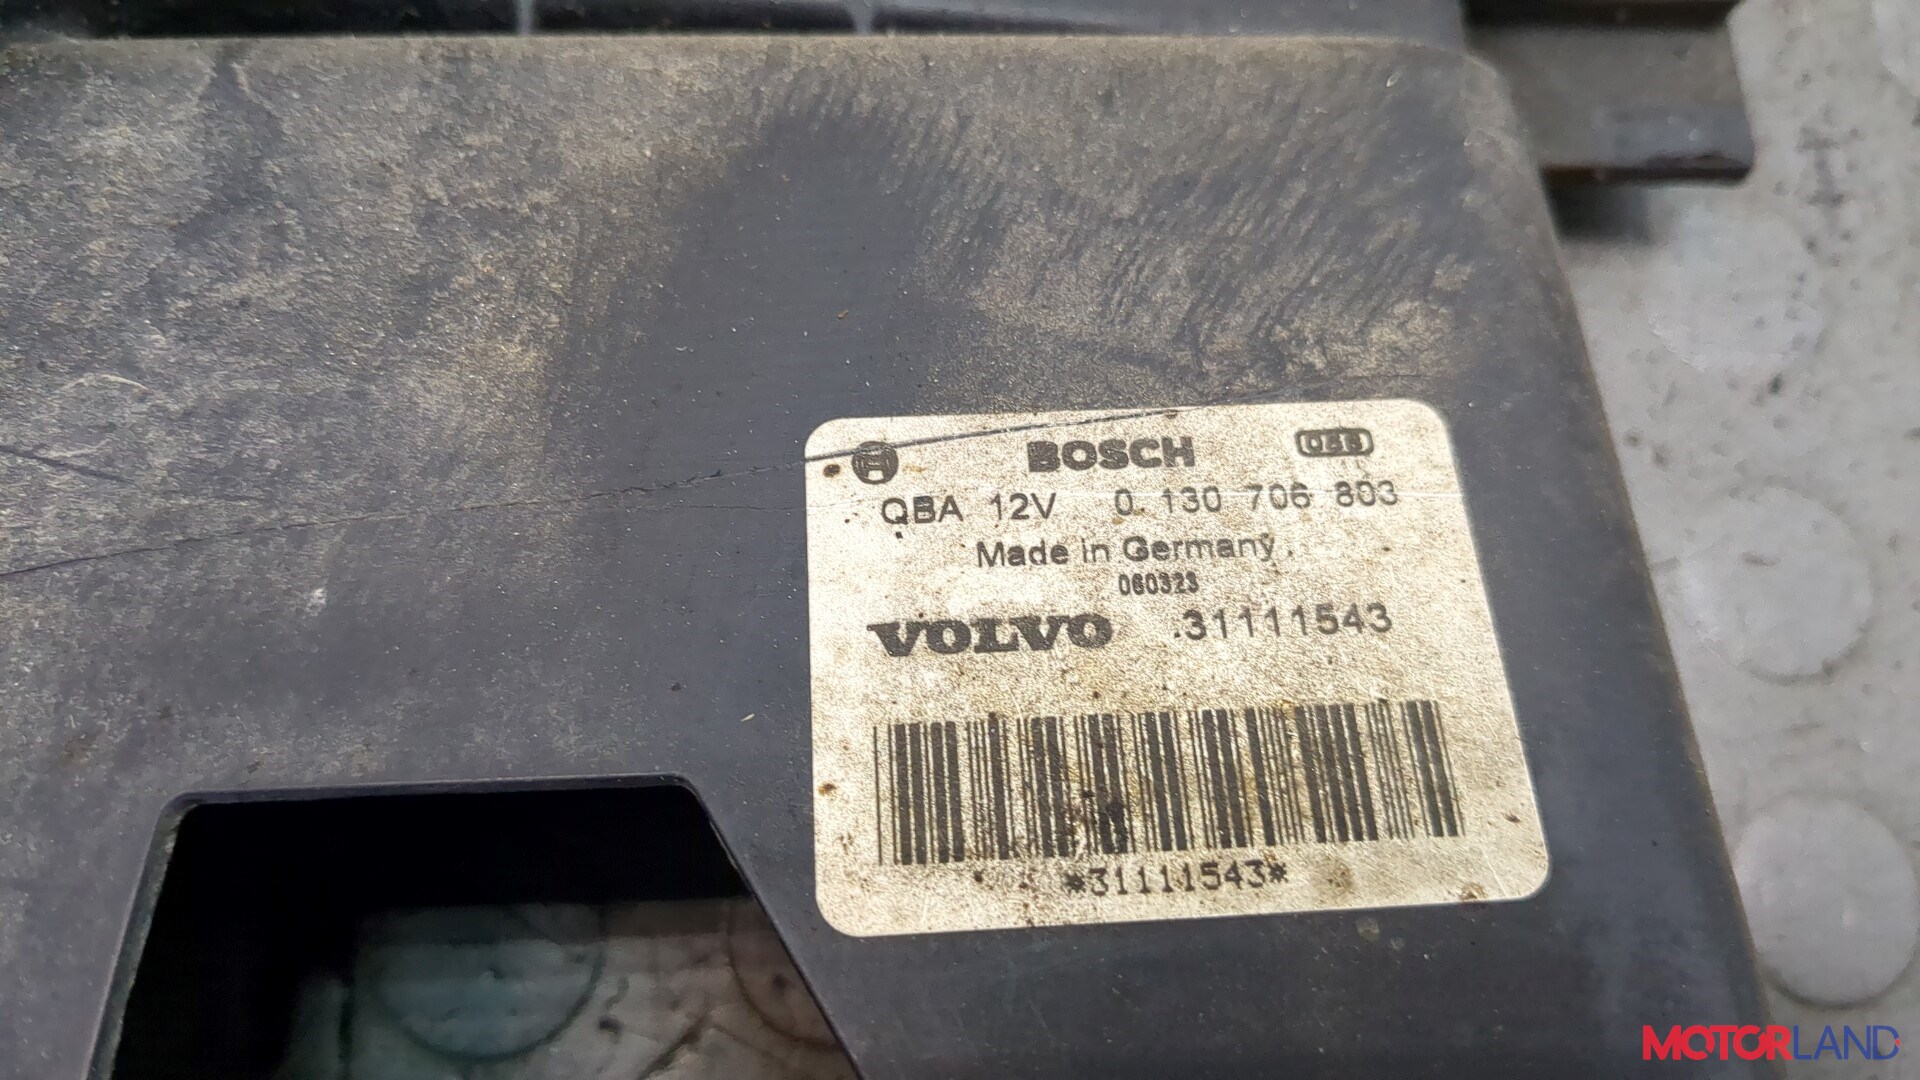 BOSCH
QBA 12V 0 130 706 803
Made in Germany
060323
VOLVO 31111543
*31111543*
MOTORLAND